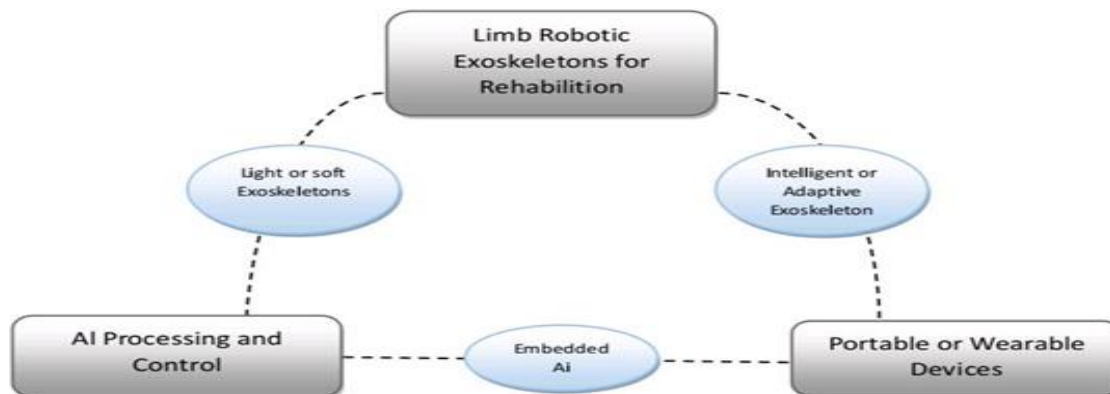 Limb Robotic
Exoskeletons for
Rehabilition
Light or soft
Exoskeletons
Intelligent or
Adaptive
Exoskeleton
AI Processing and
Control
Embedded
Ai
Portable or Wearable
Devices